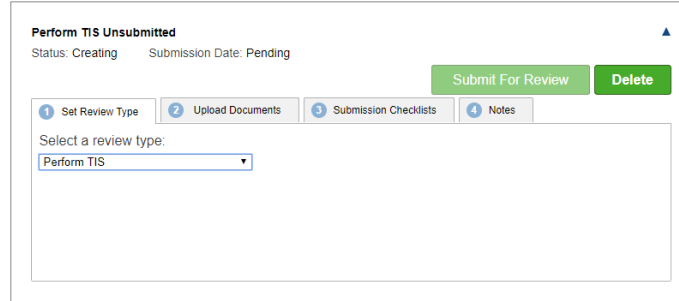 Perform TIS Unsubmitted
Status: Creating Submission Date: Pending
Submit For Review Delete
1 Set Review Type 2 Upload Documents 3 Submission Checklists 4 Notes
Select a review type:
Perform TIS